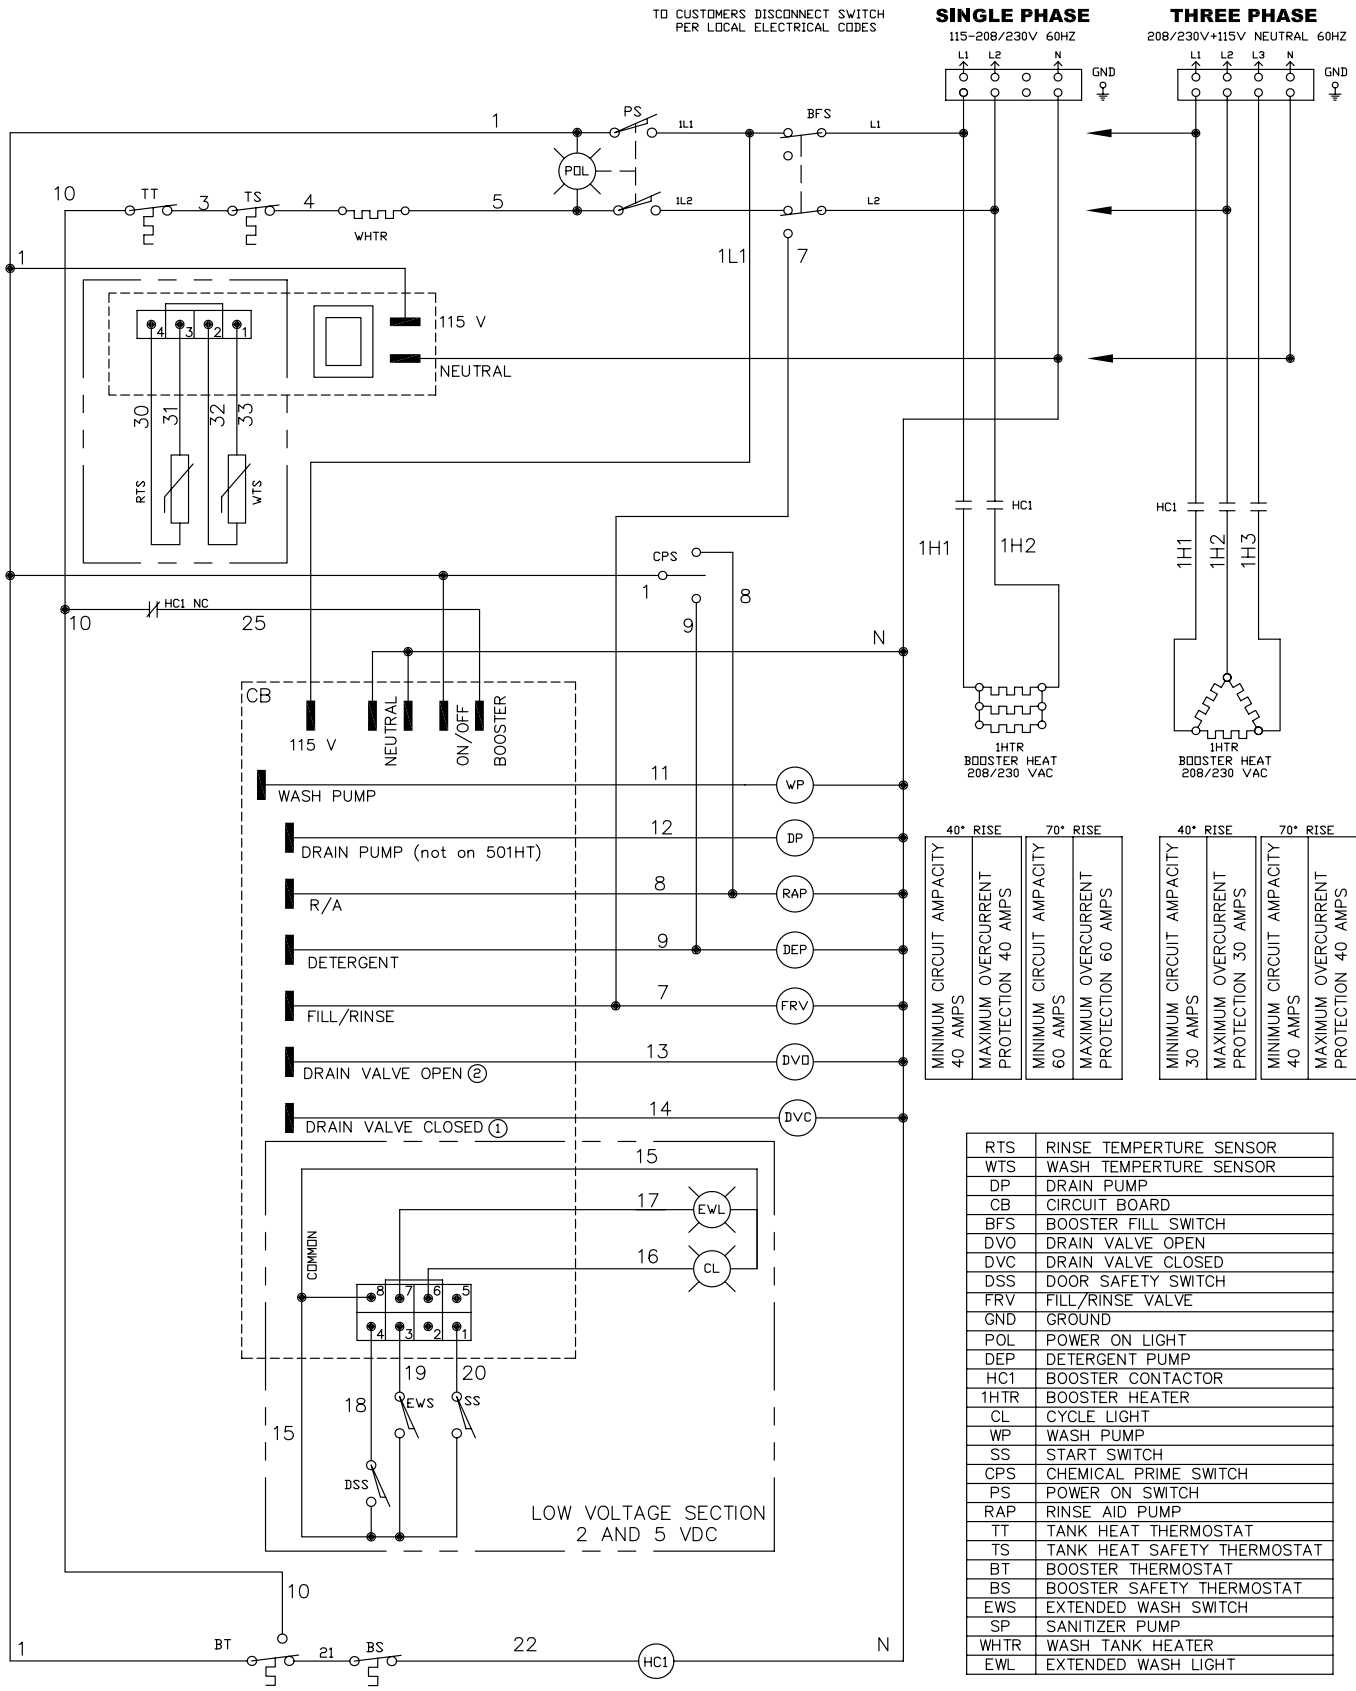 TO CUSTOMERS DISCONNECT SWITCH
PER LOCAL ELECTRICAL CODES
SINGLE PHASE
115-208/230V 60HZ
L1 L2 N
GND
THREE PHASE
208/230V+115V NEUTRAL 60HZ
L1 L2 L3 N
GND
1
PS
1L1
BFS
L1
POL
10
TT
3
TS
4
WHTR
5
1L2
L2
1
1L1
7
4 3 2 1
115 V
NEUTRAL
30
31
32
33
RTS
WTS
HC1
1H1
1H2
HC1
1H1
1H2
1H3
CPS
1
8
9
HC1 NC
10
25
N
CB
115 V
NEUTRAL
ON/OFF
BOOSTER
1HTR
BOOSTER HEAT
208/230 VAC
1HTR
BOOSTER HEAT
208/230 VAC
WASH PUMP
11
WP
DRAIN PUMP (not on 501HT)
12
DP
R/A
8
RAP
DETERGENT
9
DEP
FILL/RINSE
7
FRV
DRAIN VALVE OPEN ②
13
DVO
DRAIN VALVE CLOSED ①
14
DVC
40° RISE
MINIMUM CIRCUIT AMPACITY
40 AMPS
MAXIMUM OVERCURRENT
PROTECTION 40 AMPS
70° RISE
MINIMUM CIRCUIT AMPACITY
60 AMPS
MAXIMUM OVERCURRENT
PROTECTION 60 AMPS
40° RISE
MINIMUM CIRCUIT AMPACITY
30 AMPS
MAXIMUM OVERCURRENT
PROTECTION 30 AMPS
70° RISE
MINIMUM CIRCUIT AMPACITY
40 AMPS
MAXIMUM OVERCURRENT
PROTECTION 40 AMPS
15
17
EWL
16
CL
COMMON
8 7 6 5
4 3 2 1
19
20
18
EWS
SS
15
DSS
LOW VOLTAGE SECTION
2 AND 5 VDC
10
1
BT
21
BS
22
HC1
N
RTS RINSE TEMPERTURE SENSOR
WTS WASH TEMPERTURE SENSOR
DP DRAIN PUMP
CB CIRCUIT BOARD
BFS BOOSTER FILL SWITCH
DVO DRAIN VALVE OPEN
DVC DRAIN VALVE CLOSED
DSS DOOR SAFETY SWITCH
FRV FILL/RINSE VALVE
GND GROUND
POL POWER ON LIGHT
DEP DETERGENT PUMP
HC1 BOOSTER CONTACTOR
1HTR BOOSTER HEATER
CL CYCLE LIGHT
WP WASH PUMP
SS START SWITCH
CPS CHEMICAL PRIME SWITCH
PS POWER ON SWITCH
RAP RINSE AID PUMP
TT TANK HEAT THERMOSTAT
TS TANK HEAT SAFETY THERMOSTAT
BT BOOSTER THERMOSTAT
BS BOOSTER SAFETY THERMOSTAT
EWS EXTENDED WASH SWITCH
SP SANITIZER PUMP
WHTR WASH TANK HEATER
EWL EXTENDED WASH LIGHT